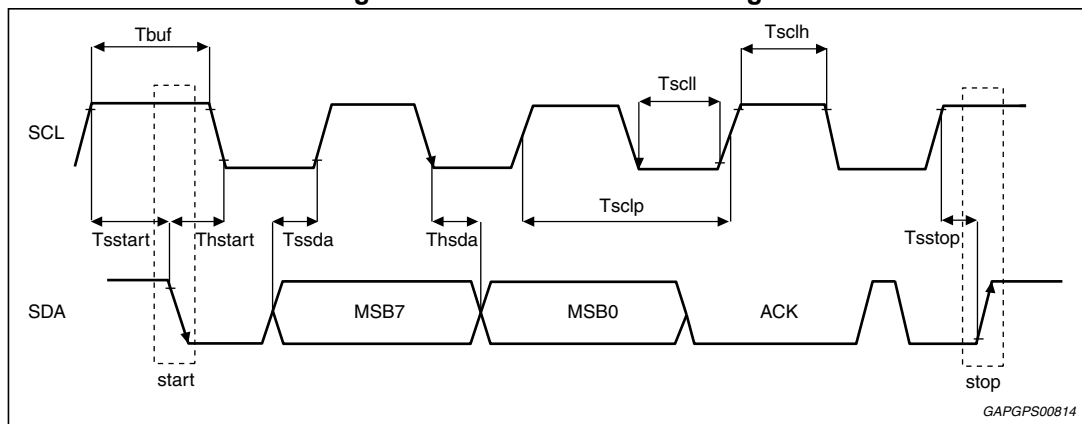 Tbuf
Tsclh
Tscll
SCL
Tsclp
Tsstart
Thstart
Tssda
Thsda
Tsstop
SDA
MSB7
MSB0
ACK
start
stop
GAPGPS00814